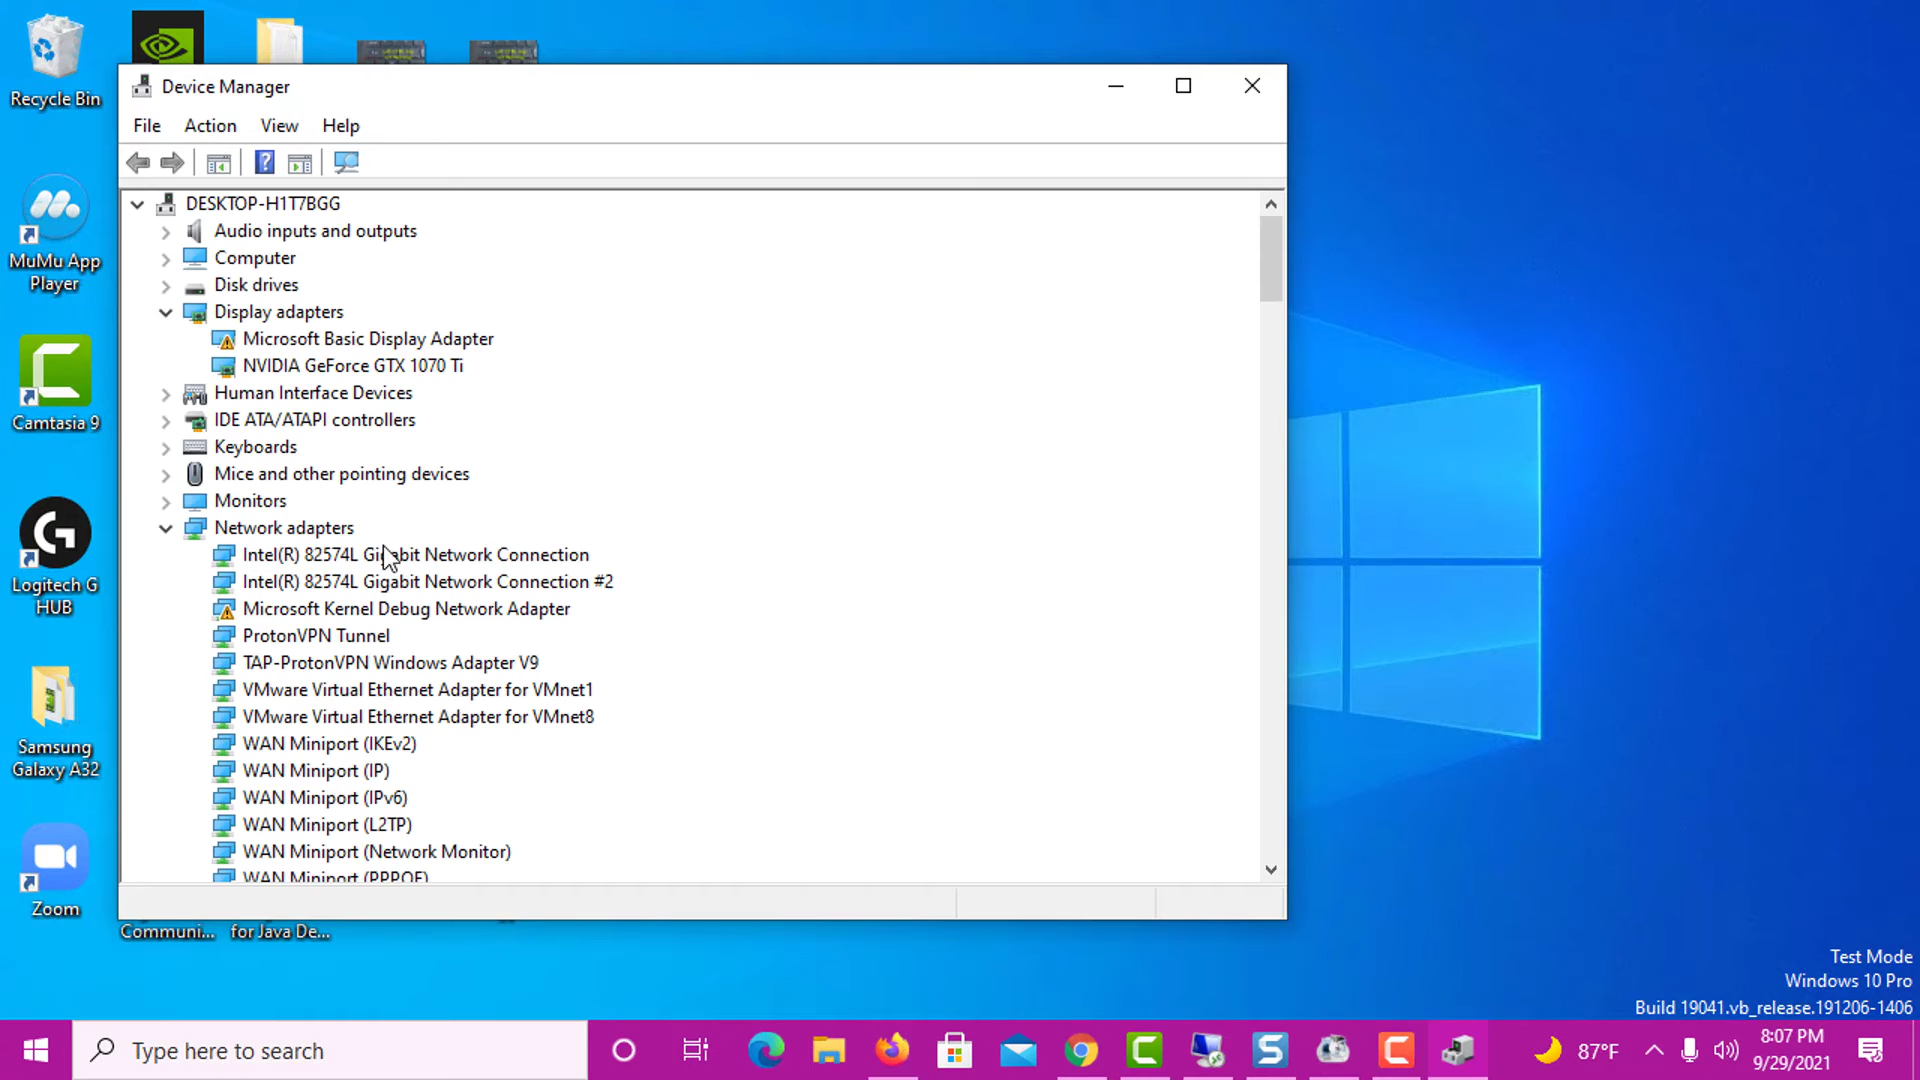 Recycle Bin
MuMu App
Player
Camtasia 9
Logitech G
HUB
Samsung
Galaxy A32
Zoom
Device Manager
File Action View Help
DESKTOP-H1T7BGG
Audio inputs and outputs
Computer
Disk drives
Display adapters
Microsoft Basic Display Adapter
NVIDIA GeForce GTX 1070 Ti
Human Interface Devices
IDE ATA/ATAPI controllers
Keyboards
Mice and other pointing devices
Monitors
Network adapters
Intel(R) 82574L Gigabit Network Connection
Intel(R) 82574L Gigabit Network Connection #2
Microsoft Kernel Debug Network Adapter
ProtonVPN Tunnel
TAP-ProtonVPN Windows Adapter V9
VMware Virtual Ethernet Adapter for VMnet1
VMware Virtual Ethernet Adapter for VMnet8
WAN Miniport (IKEv2)
WAN Miniport (IP)
WAN Miniport (IPv6)
WAN Miniport (L2TP)
WAN Miniport (Network Monitor)
WAN Miniport (PPPOE)
Communi... for Java De...
Test Mode
Windows 10 Pro
Build 19041.vb_release.191206-1406
Type here to search
87°F
8:07 PM
9/29/2021